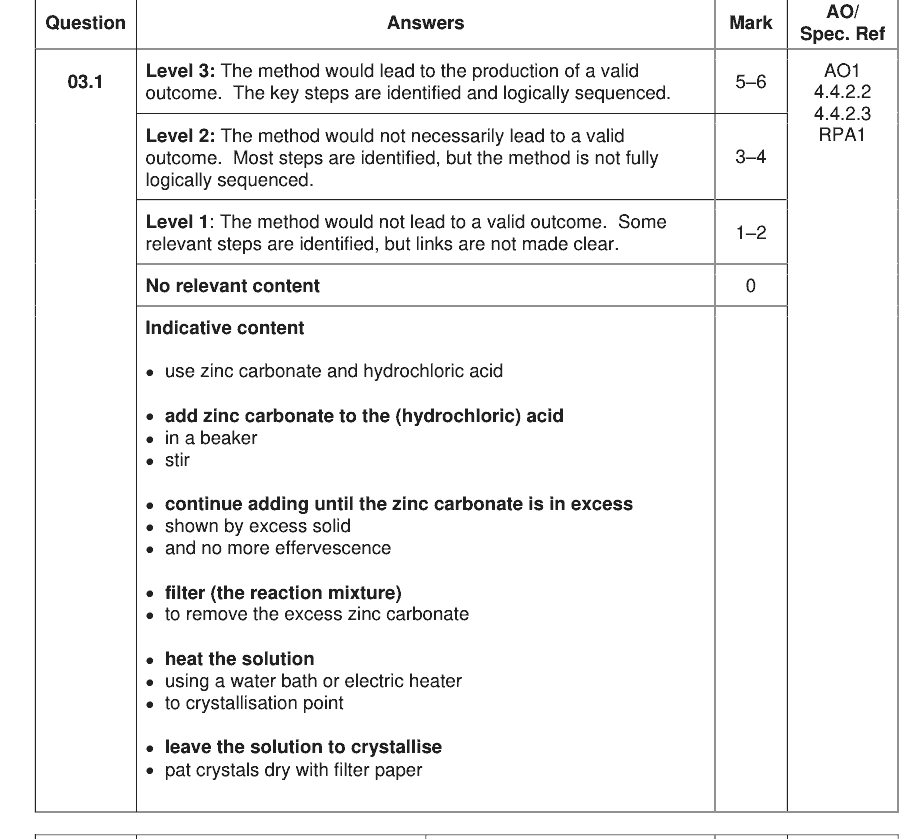 Question Answers Mark AO/
Spec. Ref
03.1 Level 3: The method would lead to the production of a valid
outcome. The key steps are identified and logically sequenced. 5–6 AO1
4.4.2.2
4.4.2.3
RPA1
Level 2: The method would not necessarily lead to a valid
outcome. Most steps are identified, but the method is not fully
logically sequenced. 3–4
Level 1: The method would not lead to a valid outcome. Some
relevant steps are identified, but links are not made clear. 1–2
No relevant content 0
Indicative content
• use zinc carbonate and hydrochloric acid
• add zinc carbonate to the (hydrochloric) acid
• in a beaker
• stir
• continue adding until the zinc carbonate is in excess
• shown by excess solid
• and no more effervescence
• filter (the reaction mixture)
• to remove the excess zinc carbonate
• heat the solution
• using a water bath or electric heater
• to crystallisation point
• leave the solution to crystallise
• pat crystals dry with filter paper